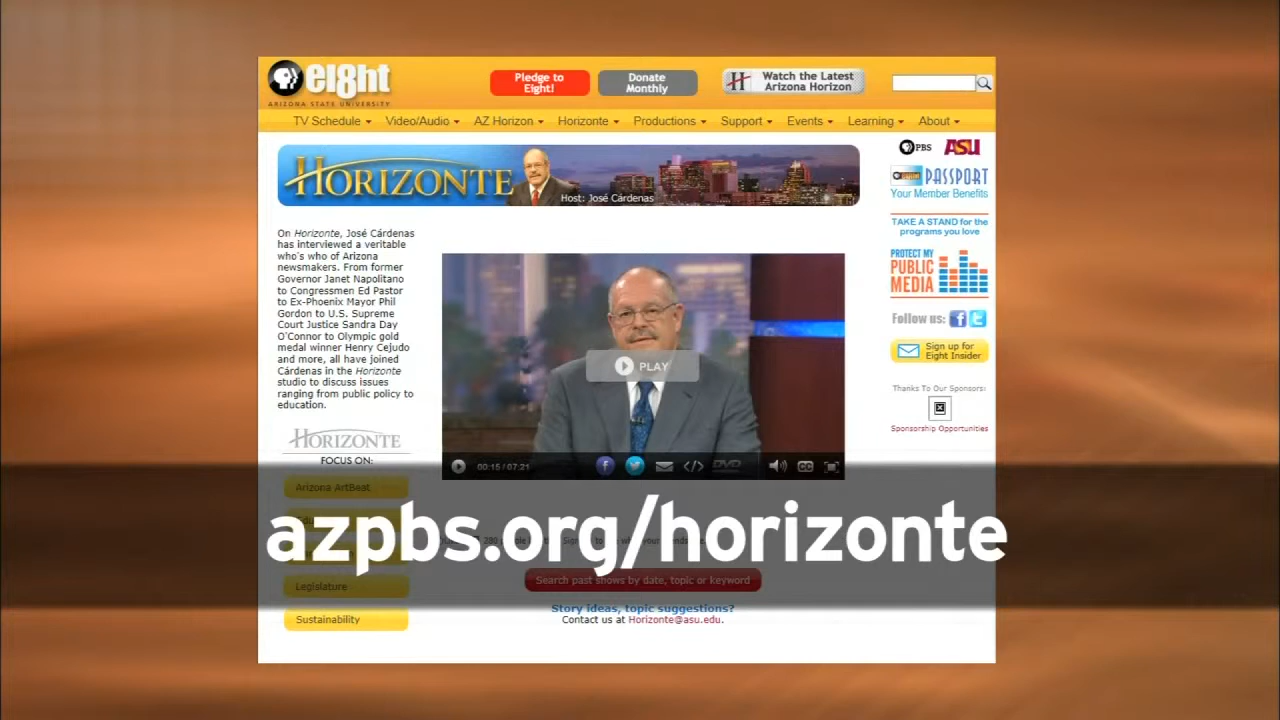 ei8ht
ARIZONA STATE UNIVERSITY
Pledge to
Eight!
Donate
Monthly
H
Watch the Latest
Arizona Horizon
TV Schedule
Video/Audio
AZ Horizon
Horizonte
Productions
Support
Events
Learning
About
HORIZONTE
Host: José Cárdenas
PBS
ASU
PASSPORT
Your Member Benefits
TAKE A STAND for the
programs you love
PROTECT MY
PUBLIC
MEDIA
Follow us:
Sign up for
Eight Insider
Thanks To Our Sponsors:
Sponsorship Opportunities
On Horizonte, José Cárdenas
has interviewed a veritable
who's who of Arizona
newsmakers. From former
Governor Janet Napolitano
to Congressmen Ed Pastor
to Ex-Phoenix Mayor Phil
Gordon to U.S. Supreme
Court Justice Sandra Day
O'Connor to Olympic gold
medal winner Henry Cejudo
and more, all have joined
Cárdenas in the Horizonte
studio to discuss issues
ranging from public policy to
education.
PLAY
00:15 / 07:21
DVD
CC
HORIZONTE
FOCUS ON:
Arizona ArtBeat
azpbs.org/horizonte
Legislature
Sustainability
Search past shows by date, topic or keyword
Story ideas, topic suggestions?
Contact us at Horizonte@asu.edu.